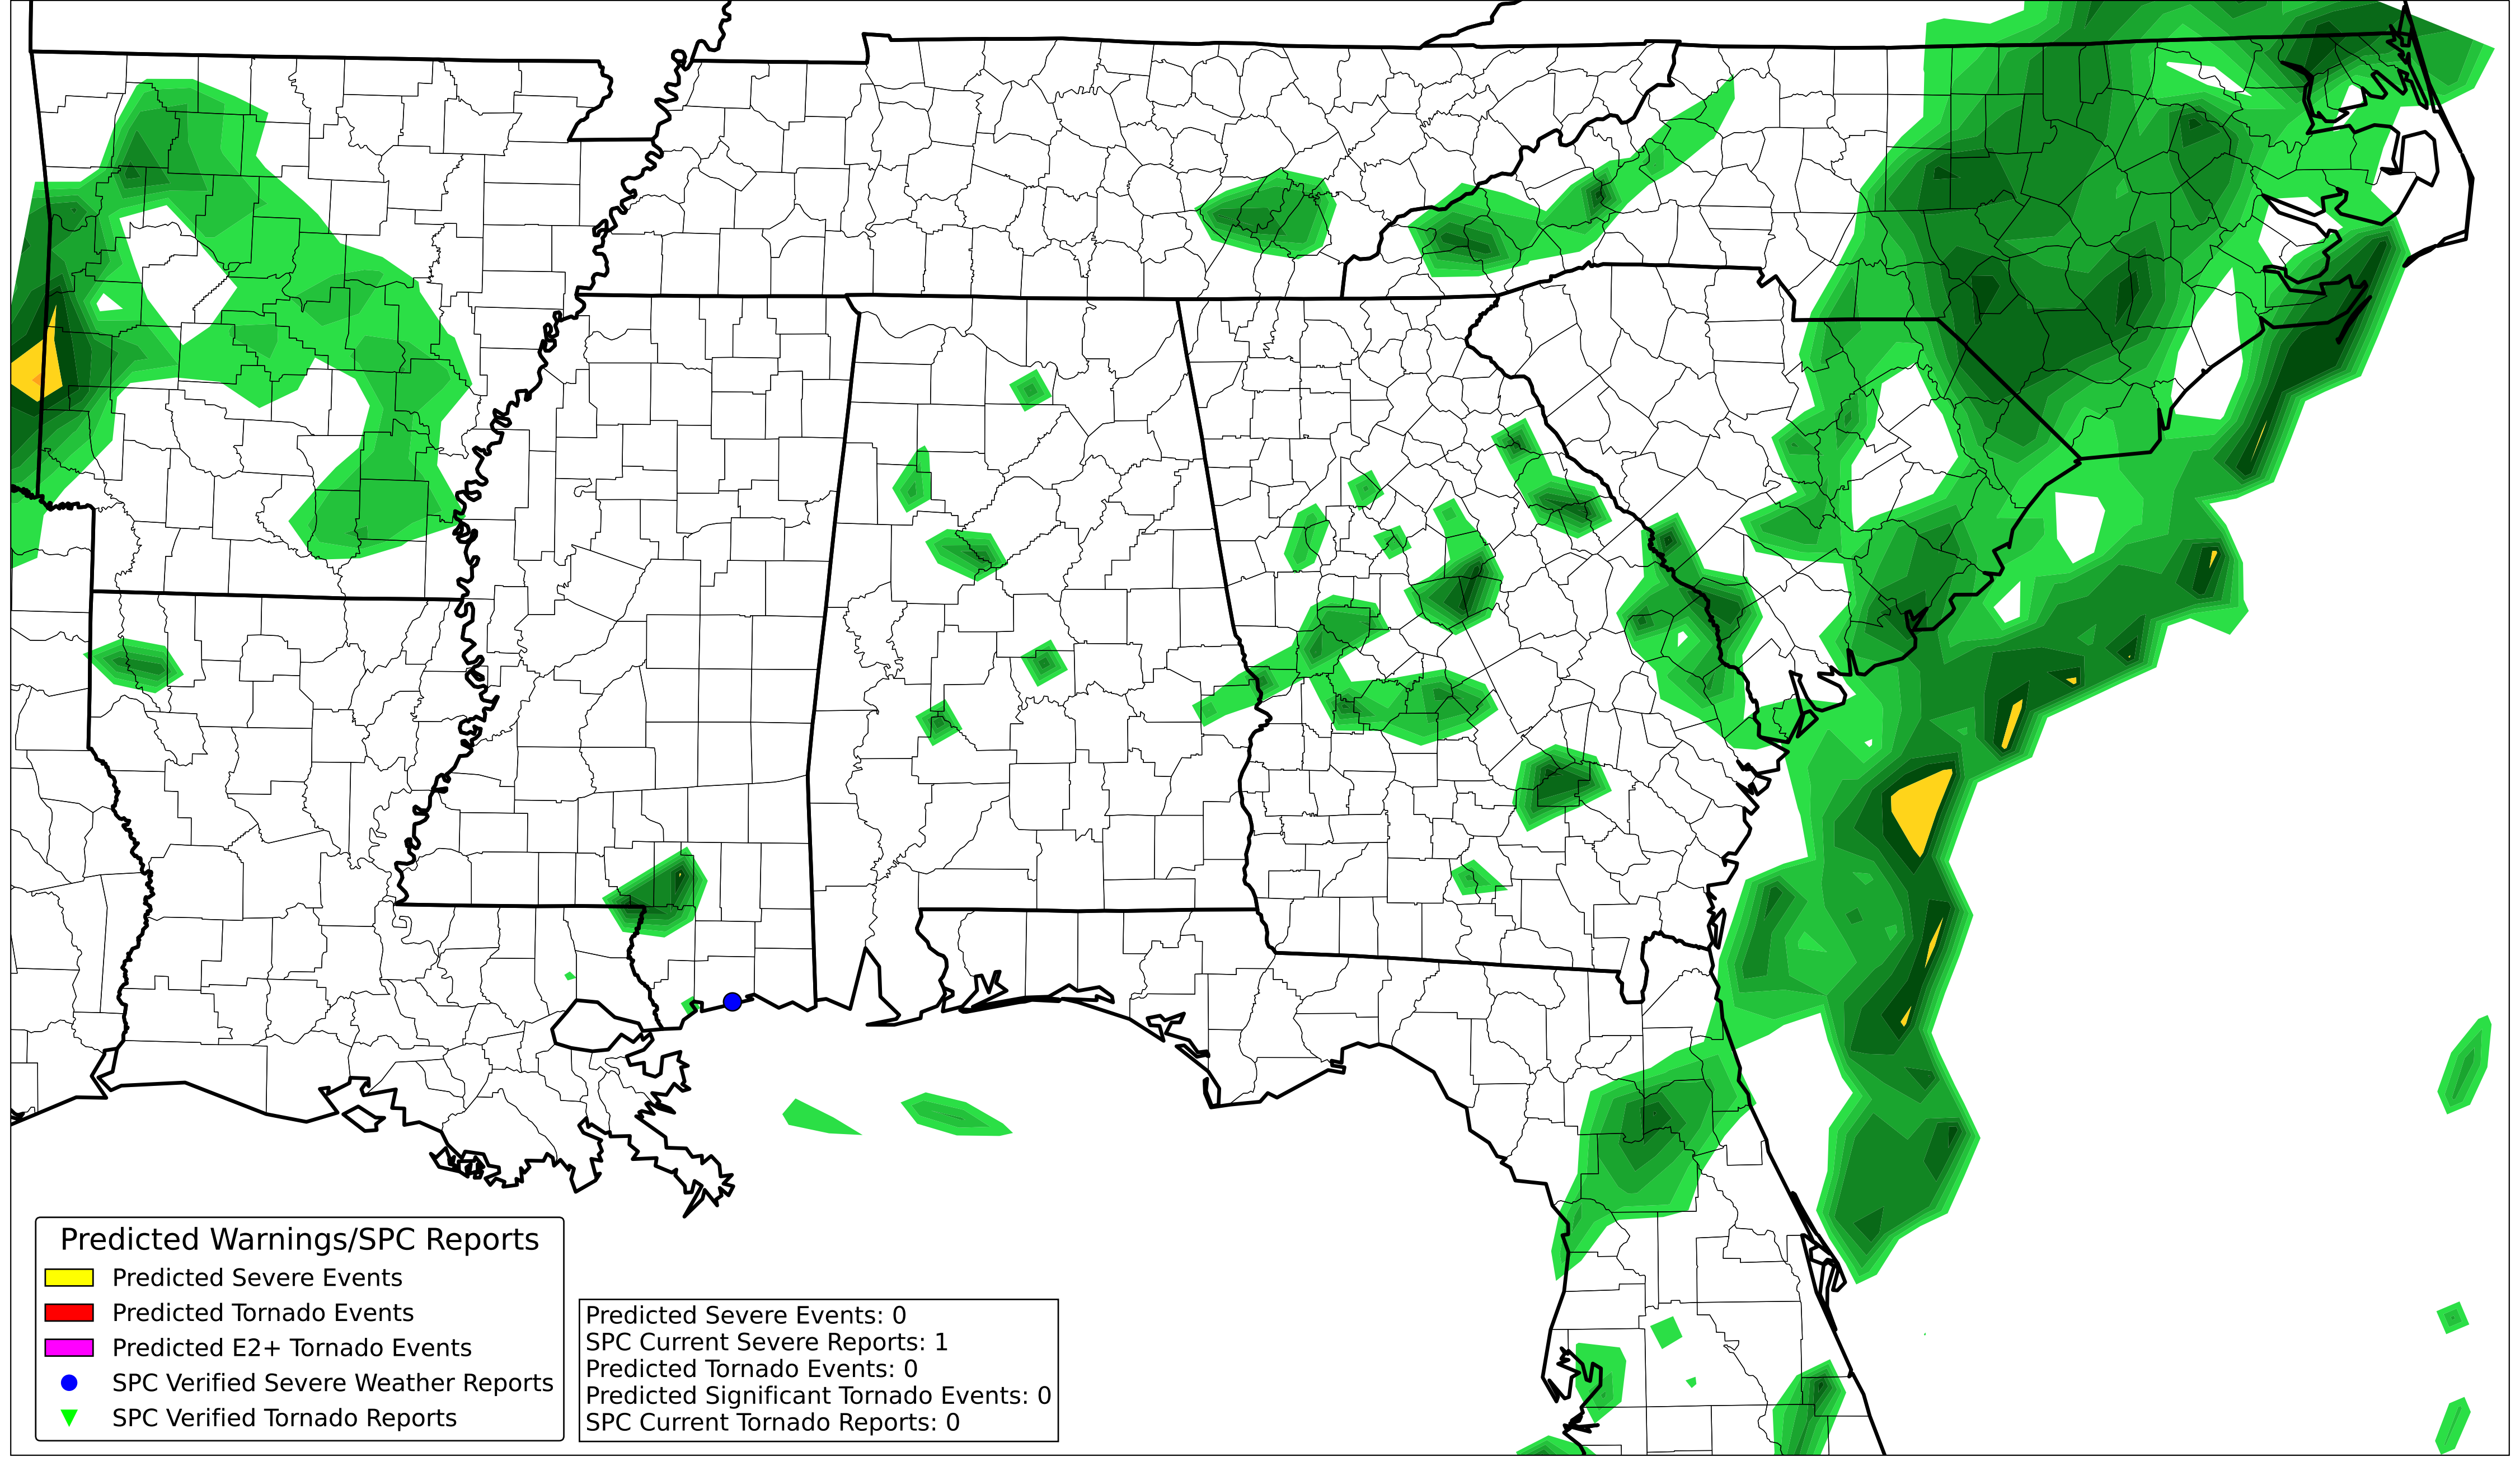 Predicted Warnings/SPC Reports
Predicted Severe Events
Predicted Tornado Events
Predicted E2+ Tornado Events
SPC Verified Severe Weather Reports
SPC Verified Tornado Reports
Predicted Severe Events: 0
SPC Current Severe Reports: 1
Predicted Tornado Events: 0
Predicted Significant Tornado Events: 0
SPC Current Tornado Reports: 0